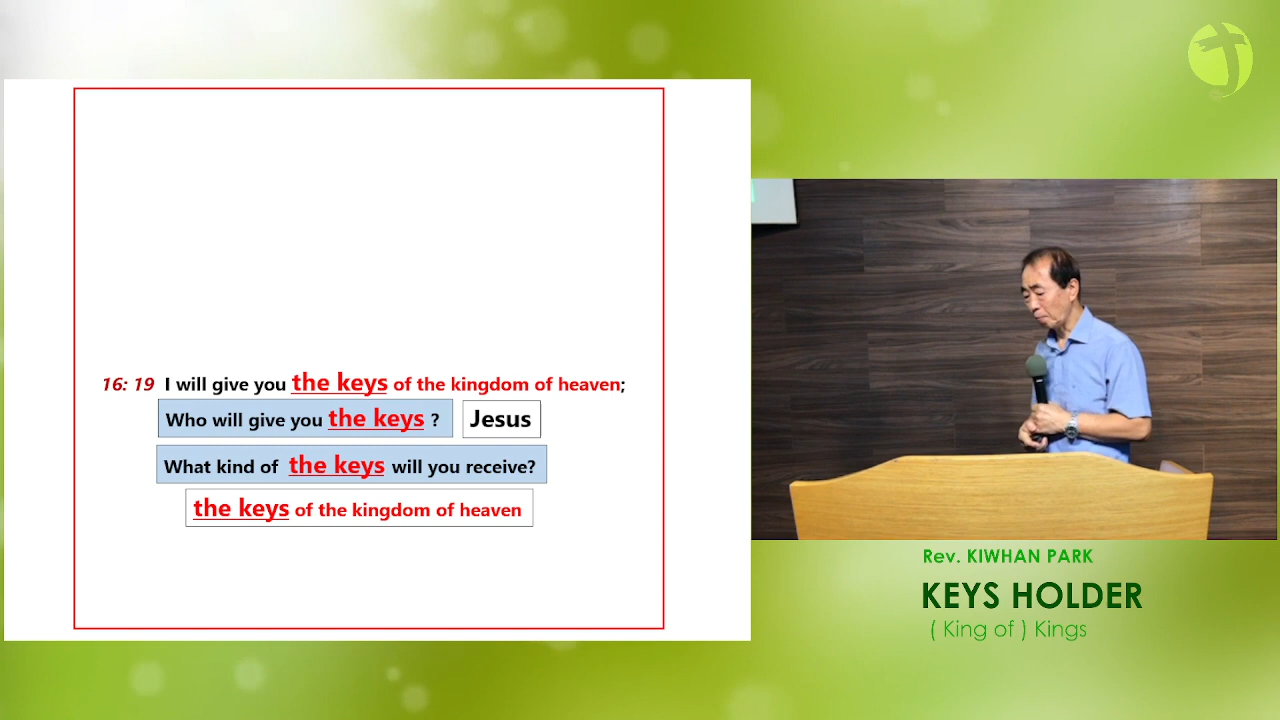 16: 19 I will give you the keys of the kingdom of heaven;
Who will give you the keys ? Jesus
What kind of the keys will you receive?
the keys of the kingdom of heaven
Rev. KIWHAN PARK
KEYS HOLDER
( King of ) Kings